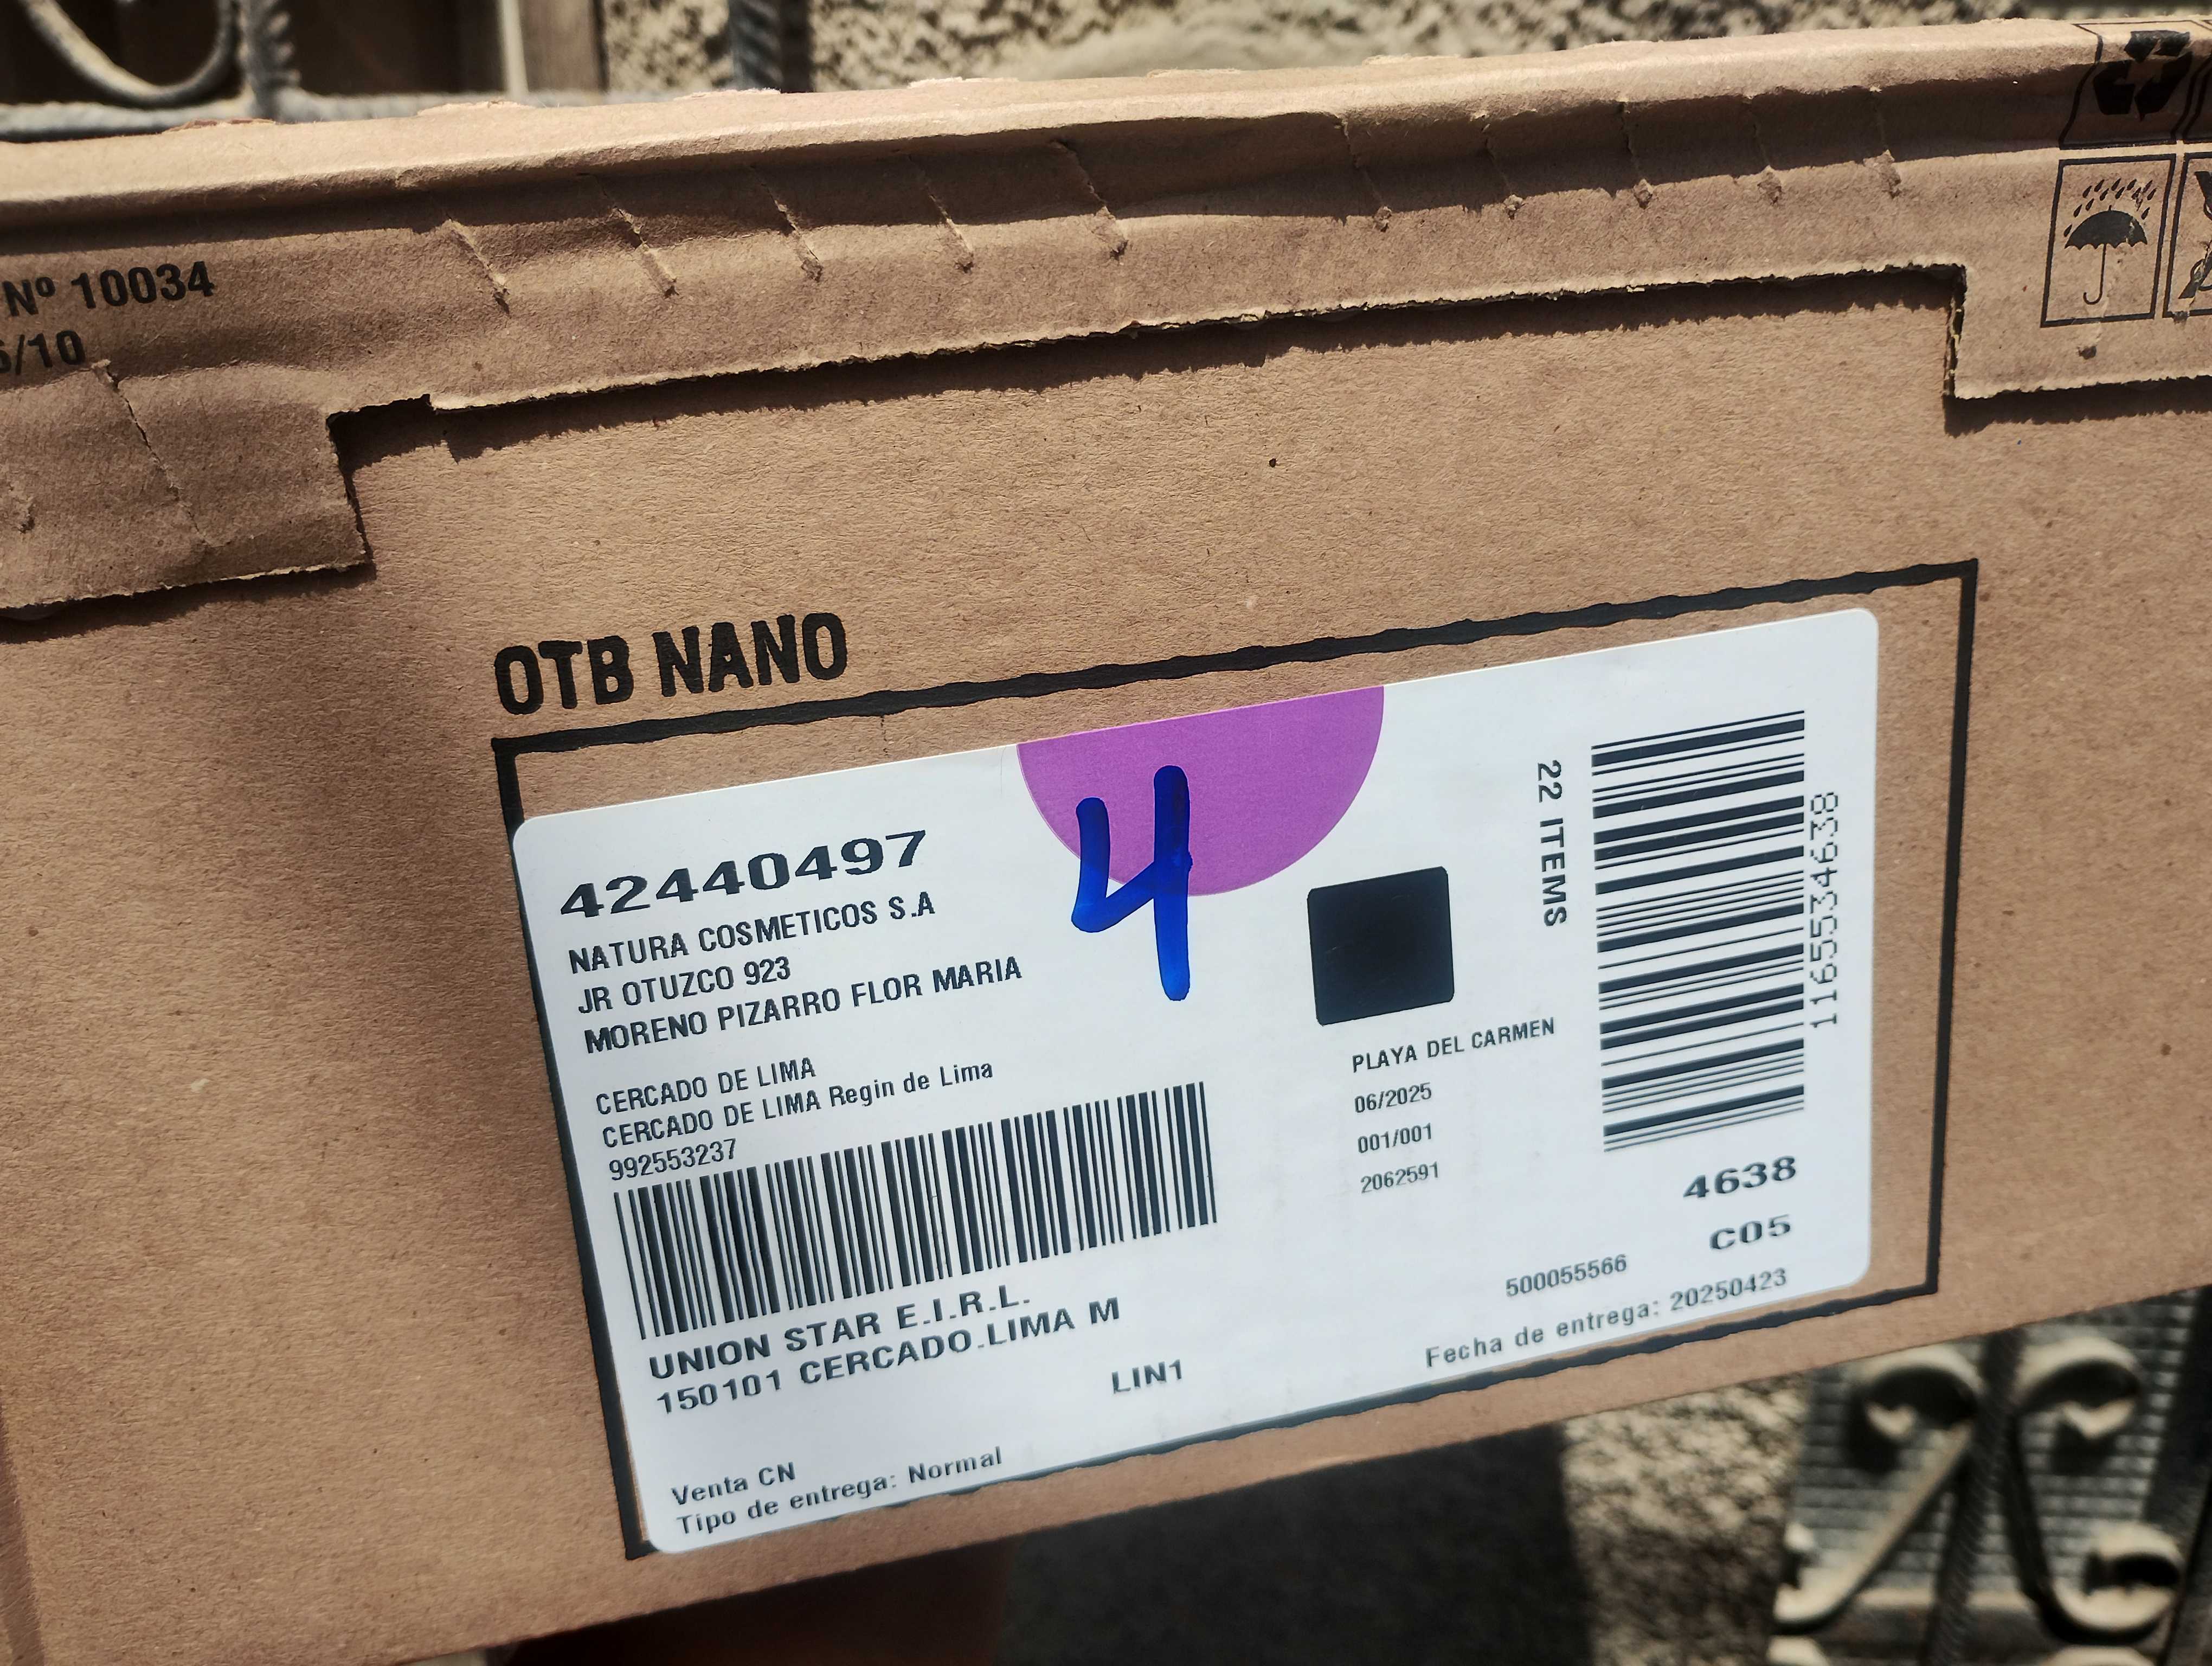 Nº 10034
/10
OTB NANO
4
42440497
NATURA COSMETICOS S.A
JR OTUZCO 923
MORENO PIZARRO FLOR MARIA
CERCADO DE LIMA
CERCADO DE LIMA Regin de Lima
992553237
UNION STAR E.I.R.L.
150101 CERCADO.LIMA M
LIN1
Venta CN
Tipo de entrega: Normal
22 ITEMS
1165534638
PLAYA DEL CARMEN
06/2025
001/001
2062591
4638
C05
500055566
Fecha de entrega: 20250423